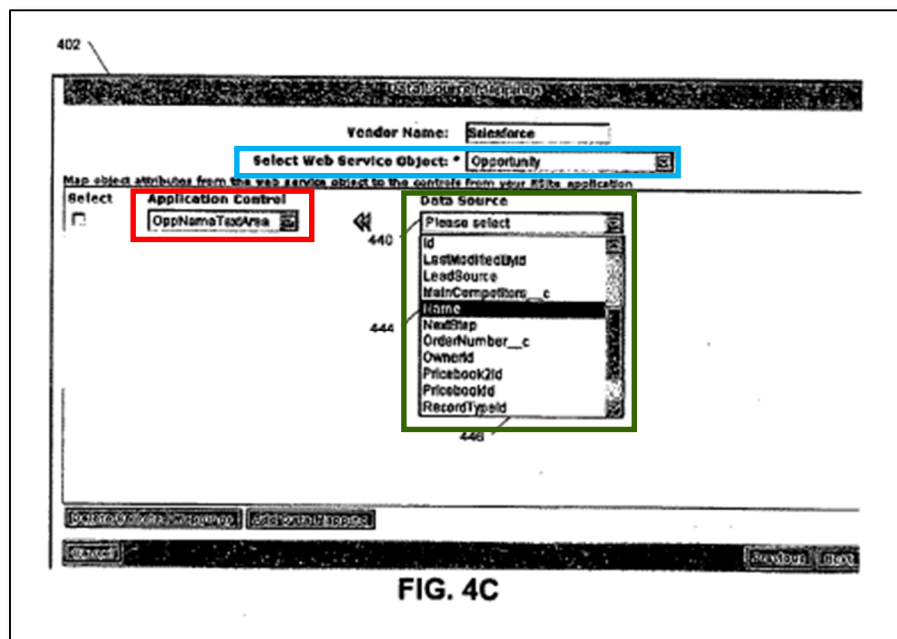 402
Data Source Mappings
Vendor Name: Salesforce
Select Web Service Object: * Opportunity
Map object attributes from the web service object to the controls from your
application
Select Application Control Data Source
OppNameTextArea Please select
440
Id
LastModifiedById
LeadSource
MainCompetitors__c
Name
444
NextStep
OrderNumber__c
OwnerId
Pricebook2Id
PricebookId
RecordTypeId
446
Cancel Previous Next
FIG. 4C